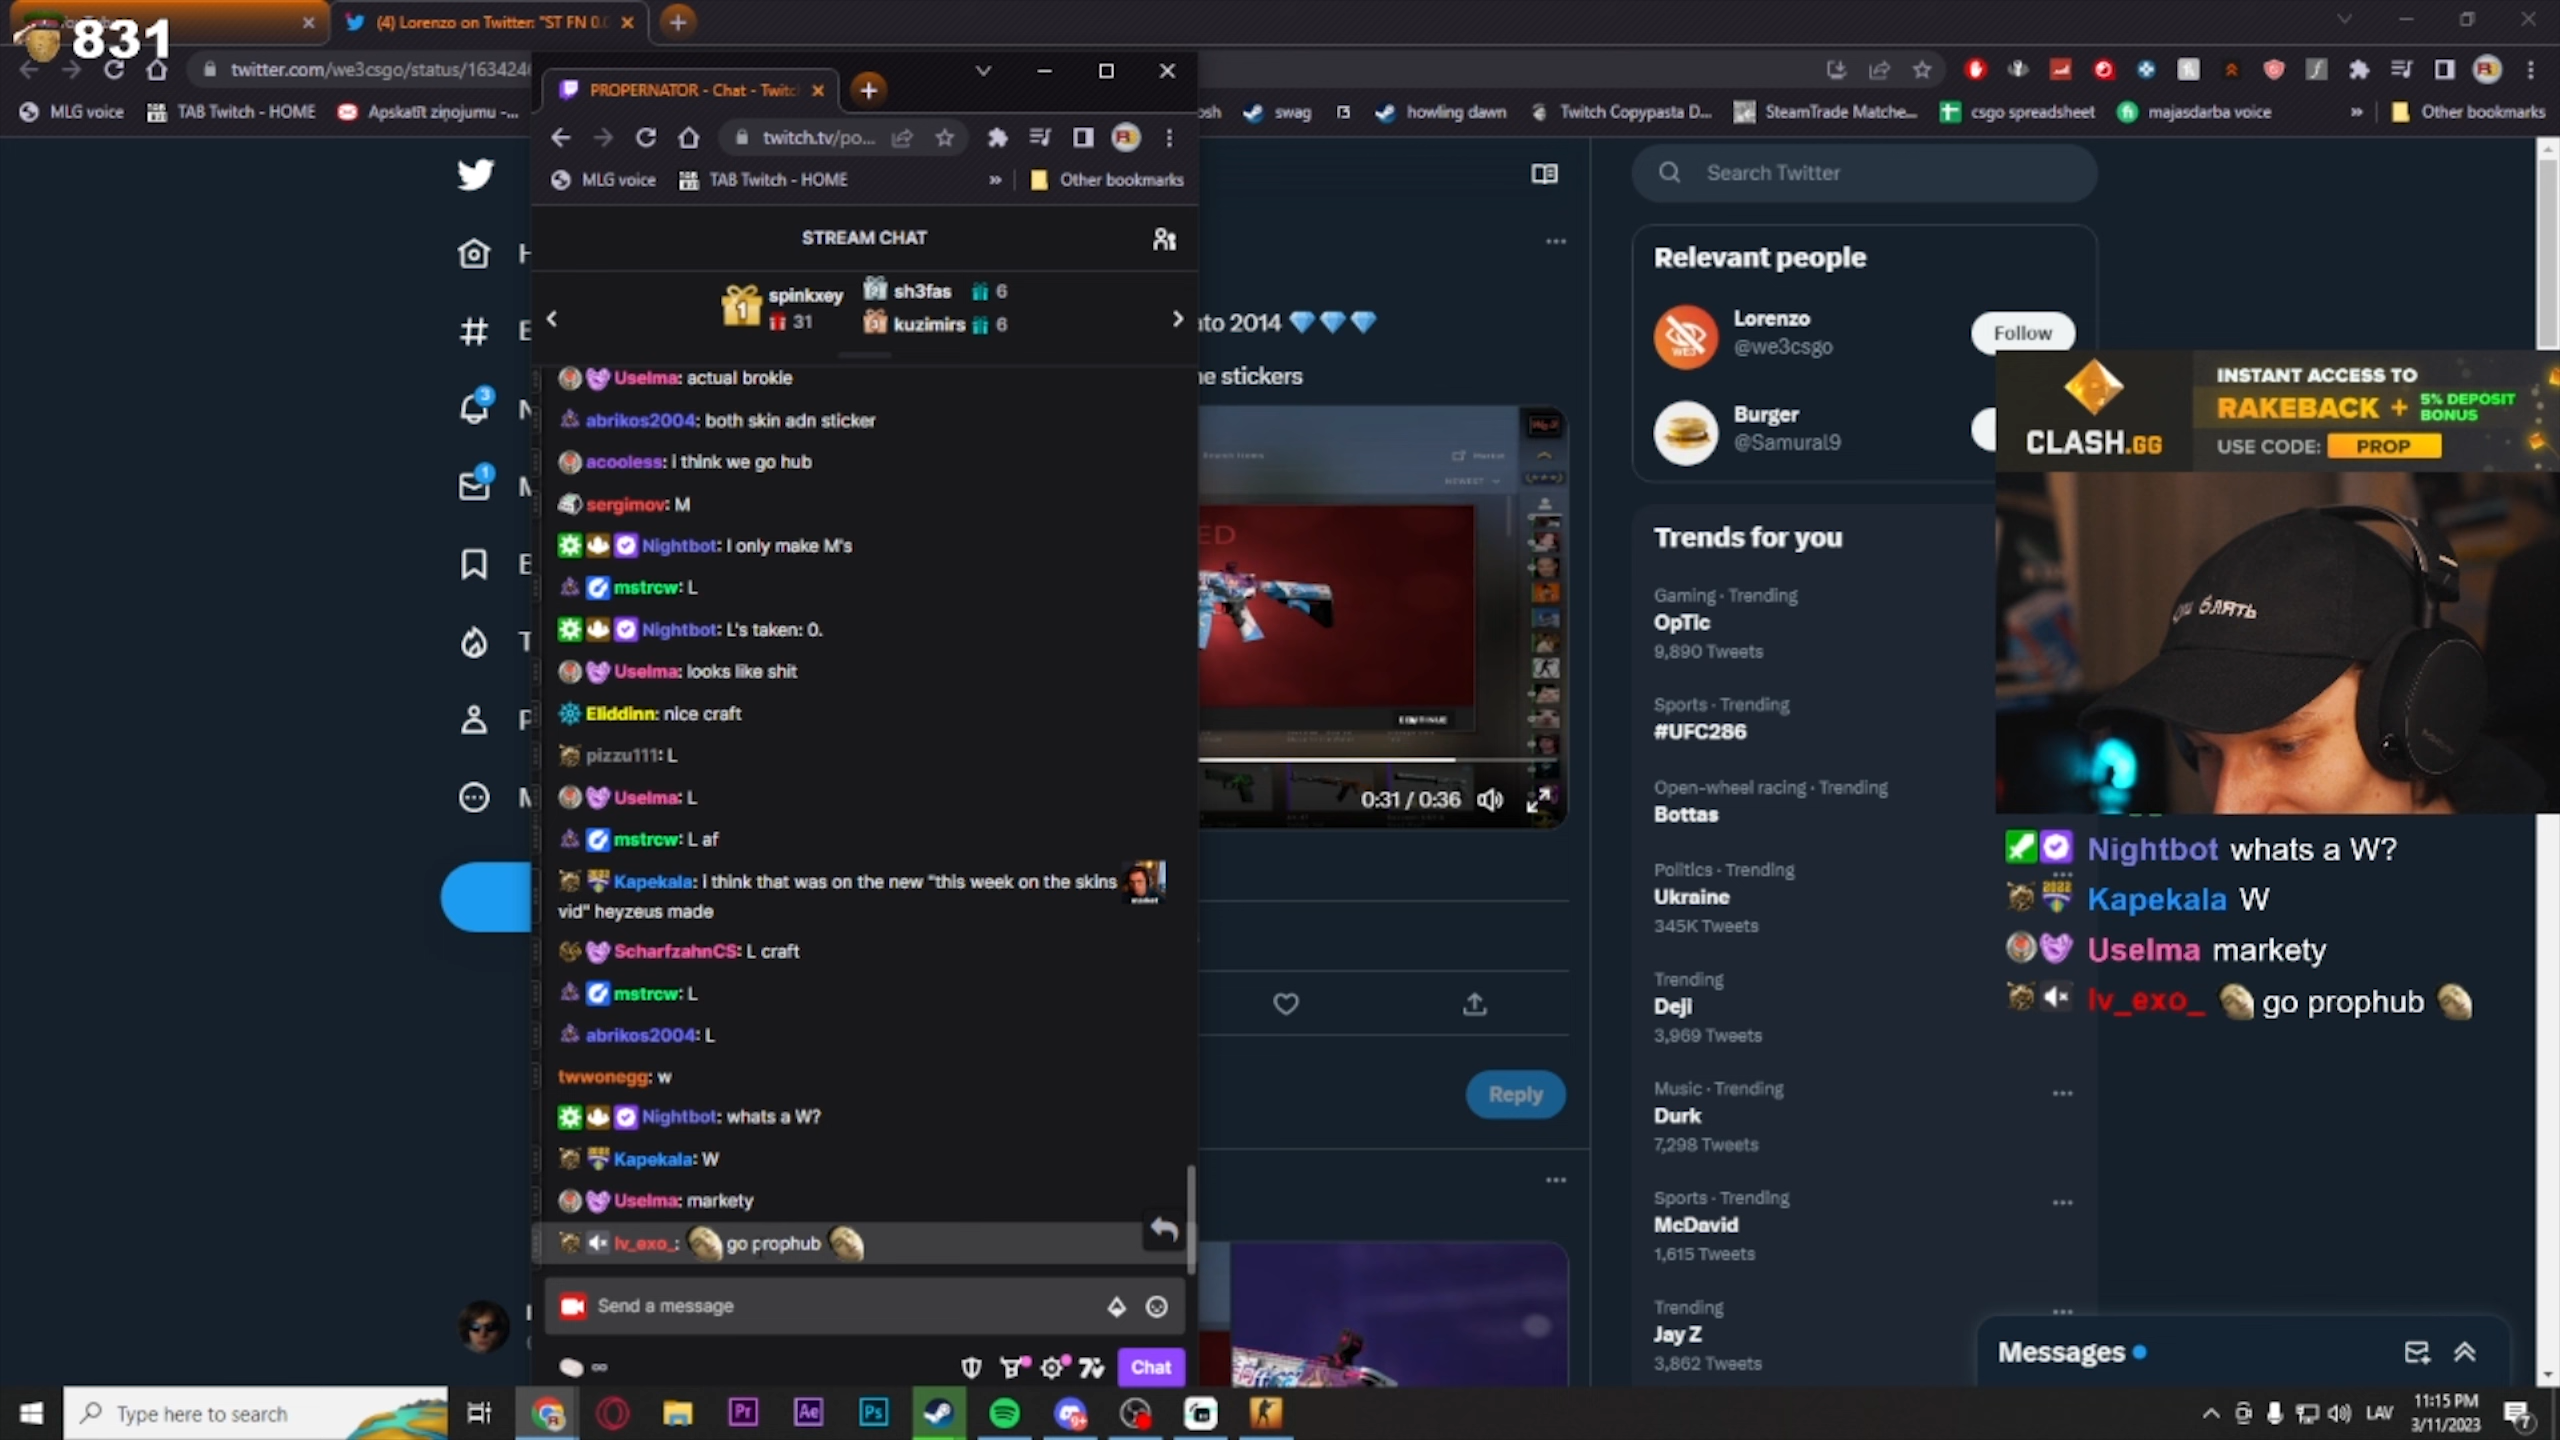 831
(4) Lorenzo on Twitter: "ST FN 0.0
twitter.com/we3csgo/status/163424
MLG voice
TAB Twitch - HOME
Apskatīt ziņojumu -...
swag
howling dawn
Twitch Copypasta D...
SteamTrade Matche...
csgo spreadsheet
majasdarba voice
Other bookmarks
PROPERNATOR - Chat - Twitc
twitch.tv/po...
MLG voice
TAB Twitch - HOME
Other bookmarks
STREAM CHAT
1
spinkxey
31
sh3fas
6
kuzimirs
6
Uselma: actual brokie
abrikos2004: both skin adn sticker
acooless: i think we go hub
sergimov: M
Nightbot: I only make M's
mstrcw: L
Nightbot: L's taken: 0.
Uselma: looks like shit
Eliddinn: nice craft
pizzu111: L
Uselma: L
mstrcw: L af
Kapekala: i think that was on the new "this week on the skins
vid" heyzeus made
ScharfzahnCS: L craft
mstrcw: L
abrikos2004: L
twwonegg: w
Nightbot: whats a W?
Kapekala: W
Uselma: markety
lv_exo_: go prophub
Send a message
Chat
2014
stickers
NEWEST
CONTINUE
0:31 / 0:36
Reply
Search Twitter
Relevant people
Lorenzo
@we3csgo
Follow
Burger
@Samural9
Trends for you
Gaming · Trending
OpTic
9,890 Tweets
Sports · Trending
#UFC286
Open-wheel racing · Trending
Bottas
Politics · Trending
Ukraine
345K Tweets
Trending
Deji
3,969 Tweets
Music · Trending
Durk
7,298 Tweets
Sports · Trending
McDavid
1,615 Tweets
Trending
Jay Z
3,862 Tweets
CLASH.GG
INSTANT ACCESS TO
RAKEBACK + 5% DEPOSIT BONUS
USE CODE: PROP
блять
Nightbot whats a W?
Kapekala W
Uselma markety
lv_exo_ go prophub
Messages
Type here to search
Pr
Ae
Ps
LAV
11:15 PM
3/11/2023
7